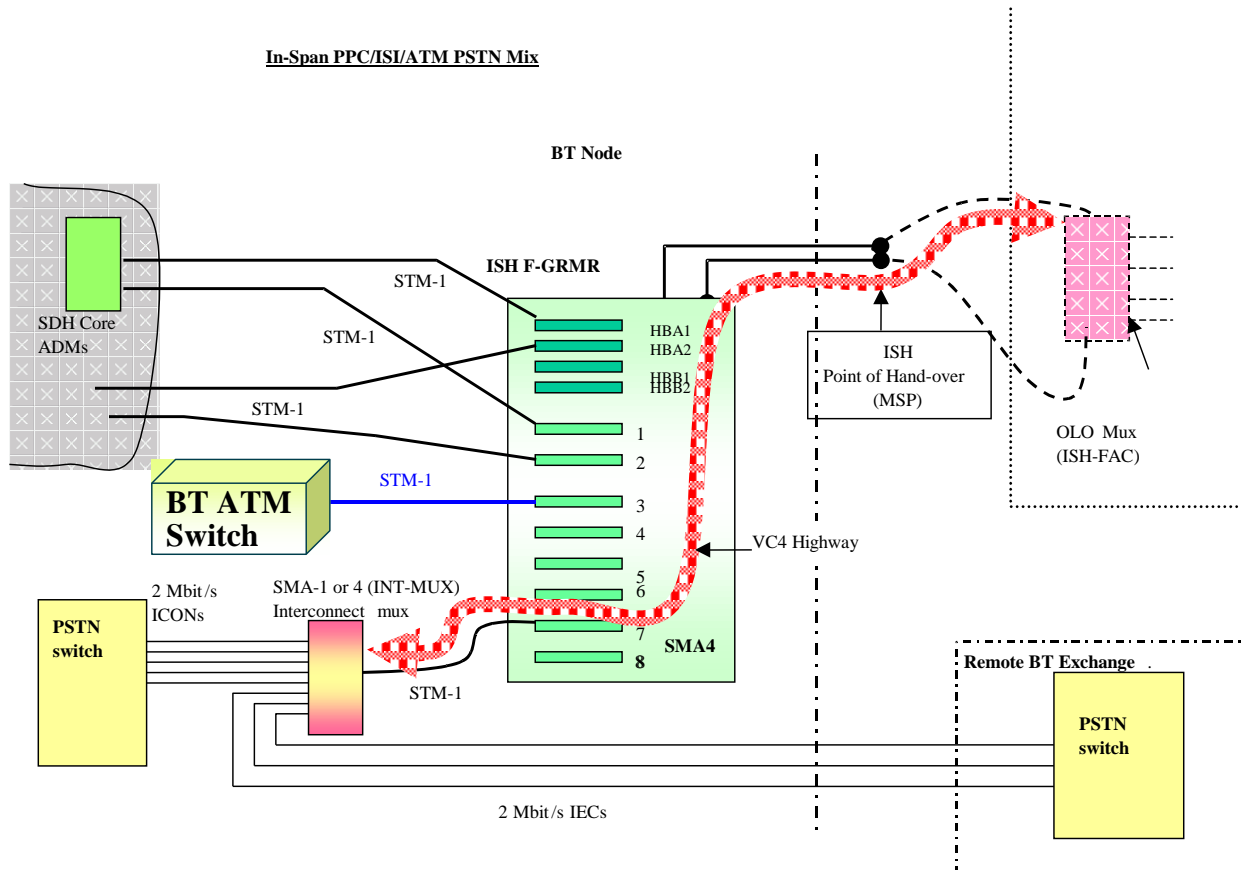 In-Span PPC/ISI/ATM PSTN Mix
BT Node
ISH F-GRMR
STM-1
SDH Core
ADMs
STM-1
STM-1
HBA1
HBA2
HBB1
HBB2
1
2
3
4
5
6
7
8
SMA4
ISH
Point of Hand-over
(MSP)
OLO Mux
(ISH-FAC)
BT ATM
Switch
STM-1
VC4 Highway
2 Mbit/s
ICONs
SMA-1 or 4 (INT-MUX)
Interconnect mux
PSTN
switch
STM-1
Remote BT Exchange .
PSTN
switch
2 Mbit/s IECs